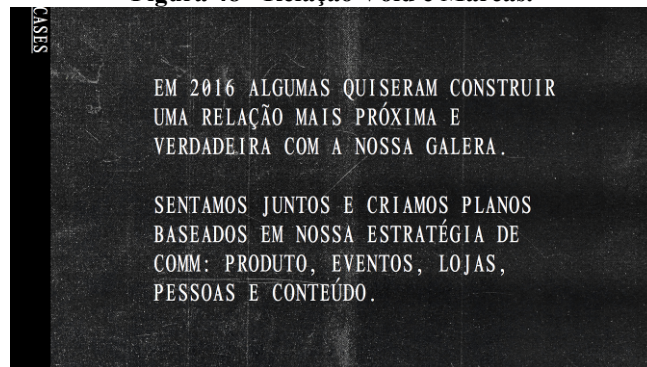 CASES
EM 2016 ALGUMAS QUISERAM CONSTRUIR
UMA RELAÇÃO MAIS PRÓXIMA E
VERDADEIRA COM A NOSSA GALERA.
SENTAMOS JUNTOS E CRIAMOS PLANOS
BASEADOS EM NOSSA ESTRATÉGIA DE
COMM: PRODUTO, EVENTOS, LOJAS,
PESSOAS E CONTEÚDO.